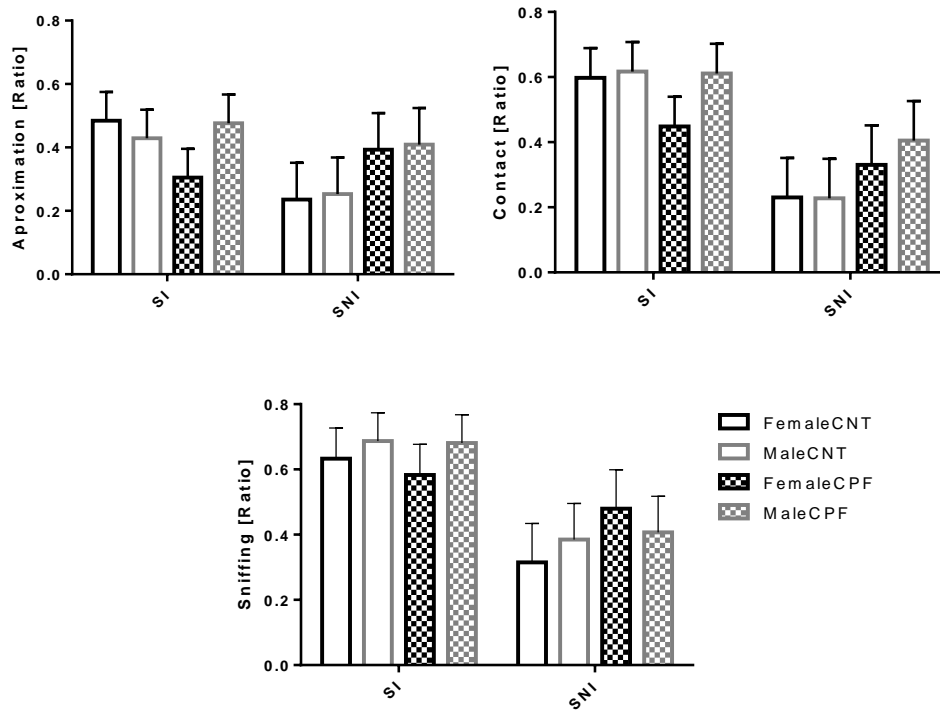 Aproximation [Ratio]
0.8
0.6
0.4
0.2
0.0
SI
SNI
Contact [Ratio]
0.8
0.6
0.4
0.2
0.0
SI
SNI
Sniffing [Ratio]
0.8
0.6
0.4
0.2
0.0
SI
SNI
FemaleCNT
MaleCNT
FemaleCPF
MaleCPF